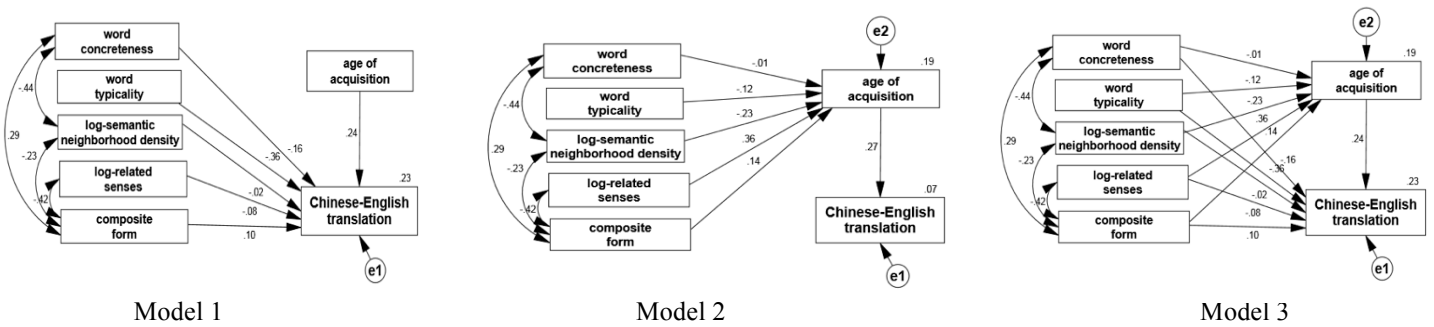 word
concreteness
word
typicality
log-semantic
neighborhood density
log-related
senses
composite
form
age of
acquisition
Chinese-English
translation
e1
-.44
.29
-.23
-.42
-.16
-.36
-.02
-.08
.10
.24
.23
Model 1
word
concreteness
word
typicality
log-semantic
neighborhood density
log-related
senses
composite
form
e2
age of
acquisition
.19
Chinese-English
translation
.07
e1
-.44
.29
-.23
-.42
-.01
-.12
-.23
.36
.14
.27
Model 2
word
concreteness
word
typicality
log-semantic
neighborhood density
log-related
senses
composite
form
e2
age of
acquisition
.19
Chinese-English
translation
.23
e1
-.44
.29
-.23
-.42
-.01
-.12
-.23
.36
.14
.24
-.16
-.36
-.02
-.08
.10
Model 3